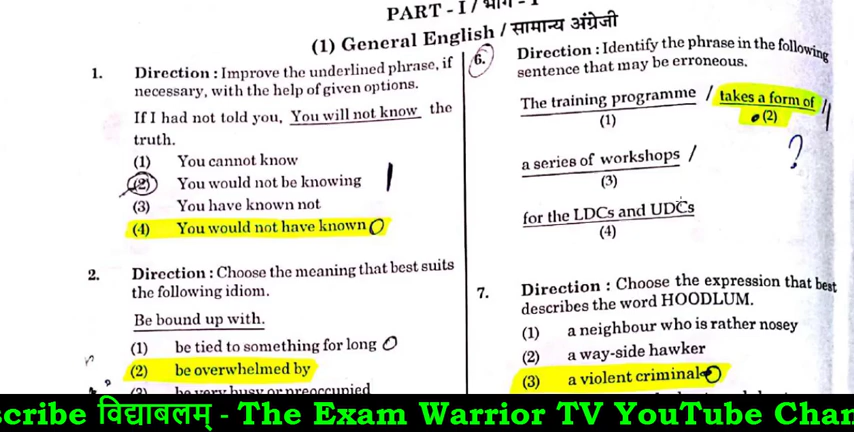 PART - I / भाग - I
(1) General English / सामान्य अंग्रेजी
1. Direction : Improve the underlined phrase, if
necessary, with the help of given options.
If I had not told you, You will not know the
truth.
(1) You cannot know
(2) You would not be knowing
(3) You have known not
(4) You would not have known
2. Direction : Choose the meaning that best suits
the following idiom.
Be bound up with.
(1) be tied to something for long
(2) be overwhelmed by
be very busy or preoccupied
6. Direction : Identify the phrase in the following
sentence that may be erroneous.
The training programme / takes a form of /
(1) (2)
?
a series of workshops /
(3)
for the LDCs and UDCs
(4)
7. Direction : Choose the expression that best
describes the word HOODLUM.
(1) a neighbour who is rather nosey
(2) a way-side hawker
(3) a violent criminal
scribe विद्याबलम् - The Exam Warrior TV YouTube Chan